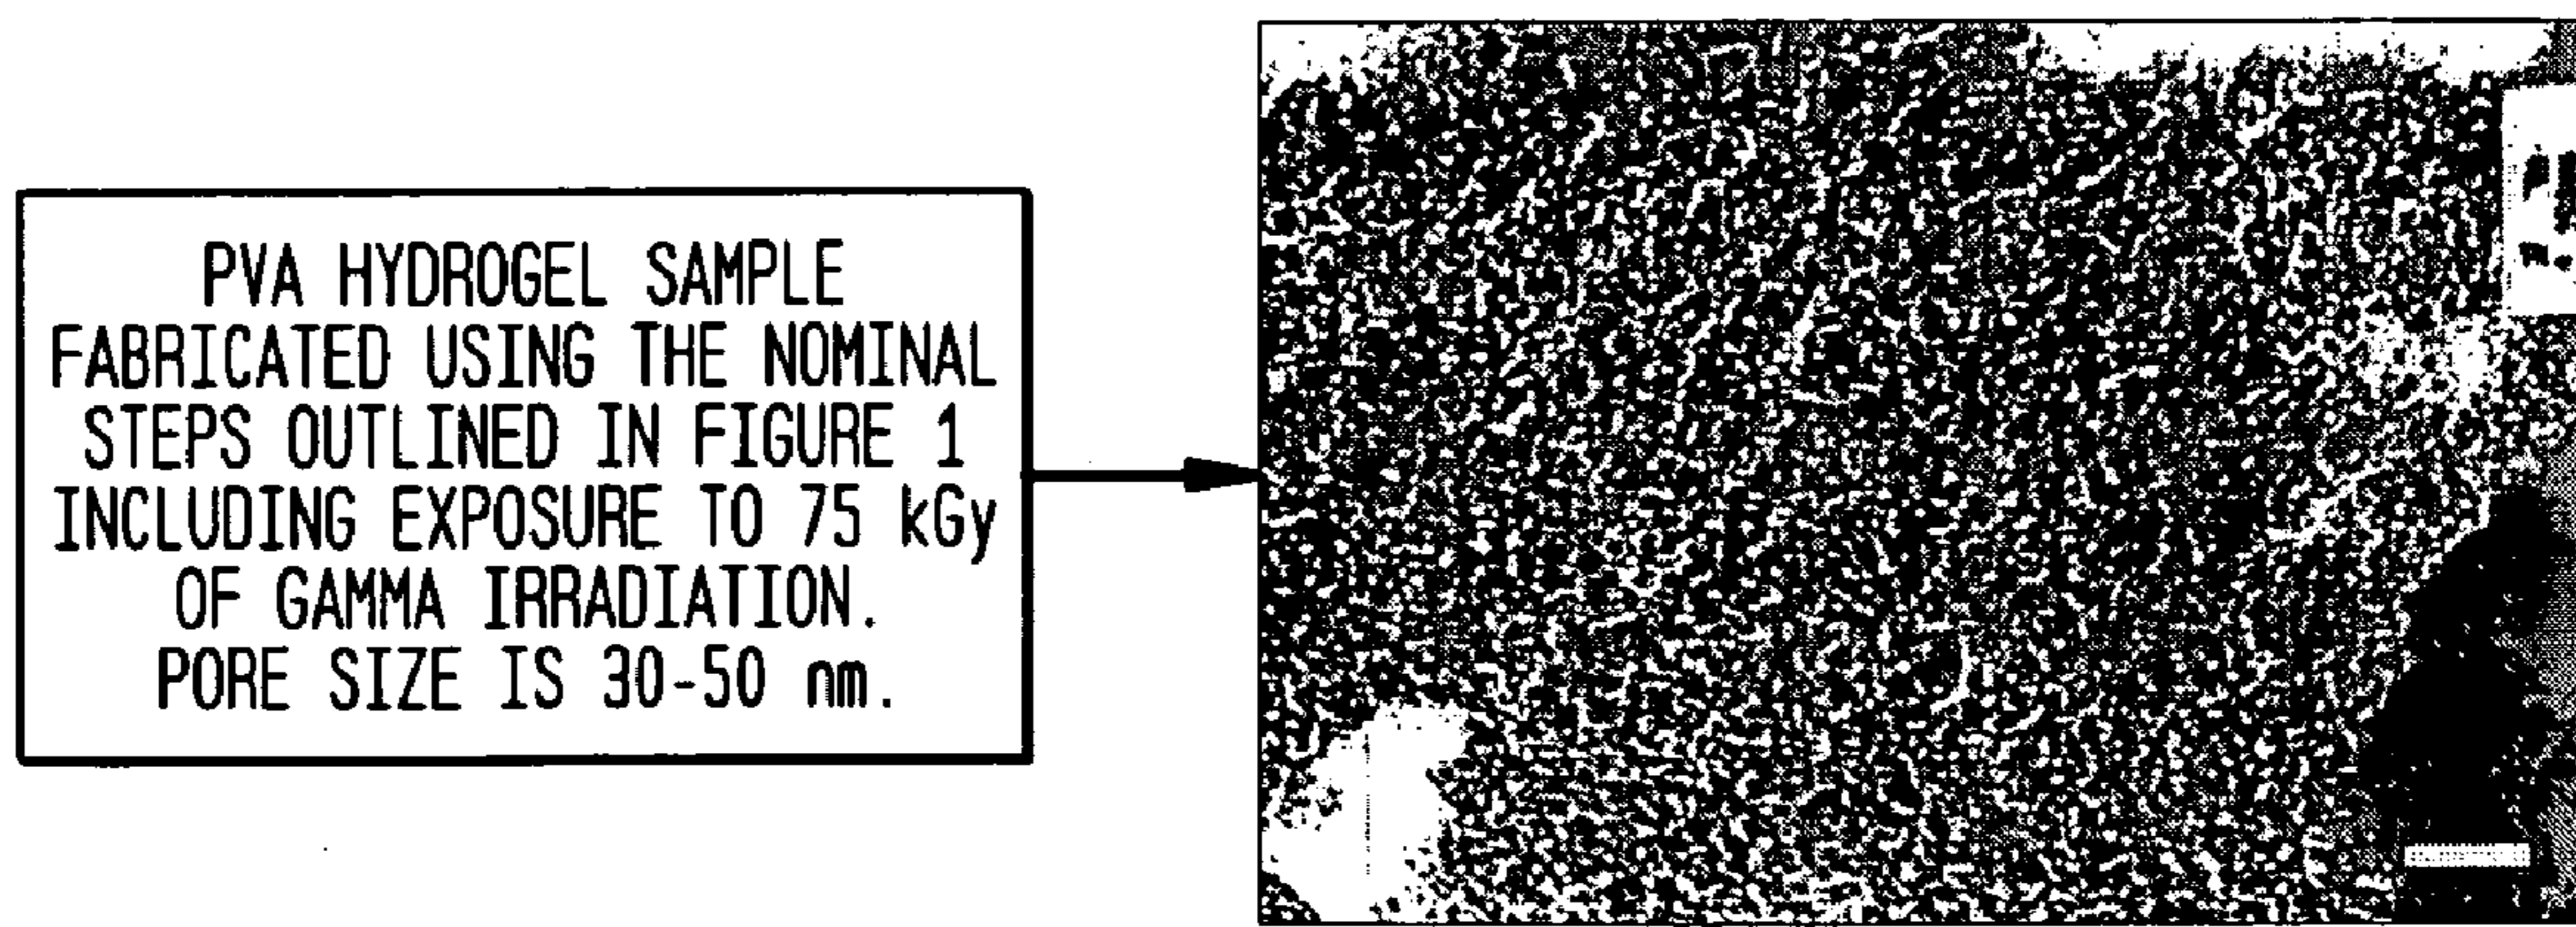 PVA HYDROGEL SAMPLE
FABRICATED USING THE NOMINAL
STEPS OUTLINED IN FIGURE 1
INCLUDING EXPOSURE TO 75 kGy
OF GAMMA IRRADIATION.
PORE SIZE IS 30-50 nm.